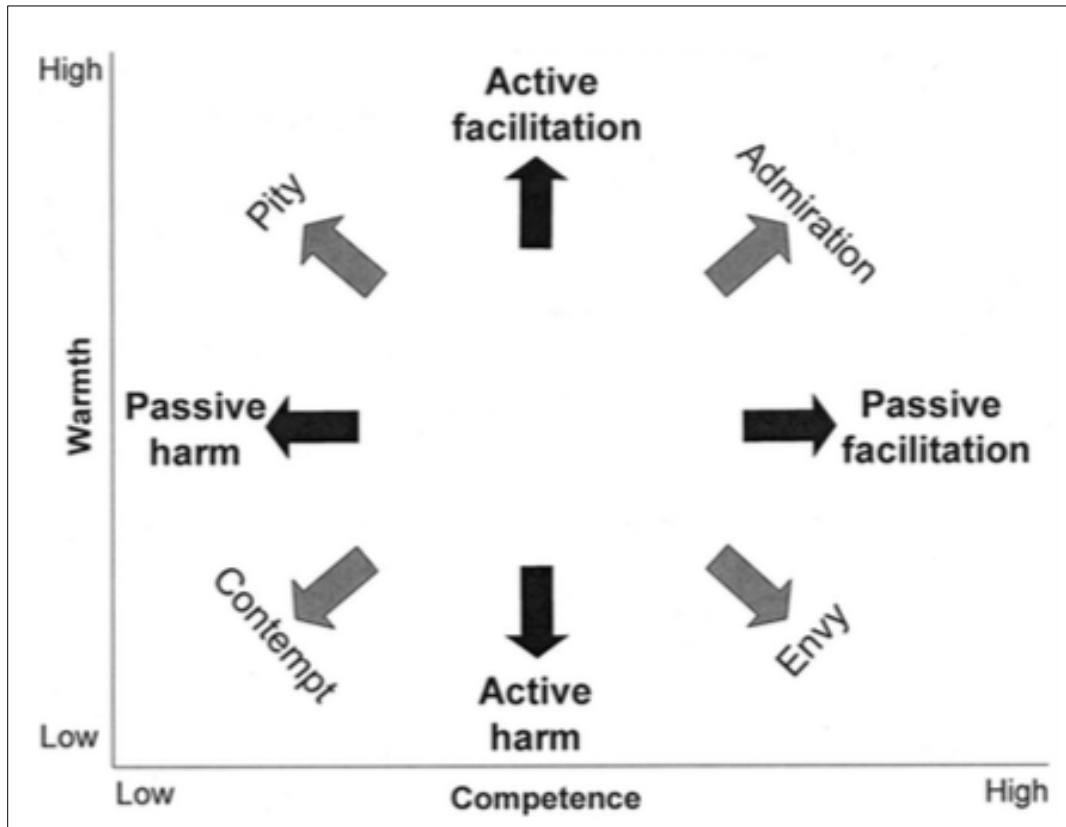 High
Active
facilitation
Pity
Admiration
Warmth
Passive
harm
Passive
facilitation
Contempt
Envy
Active
harm
Low
Low
Competence
High